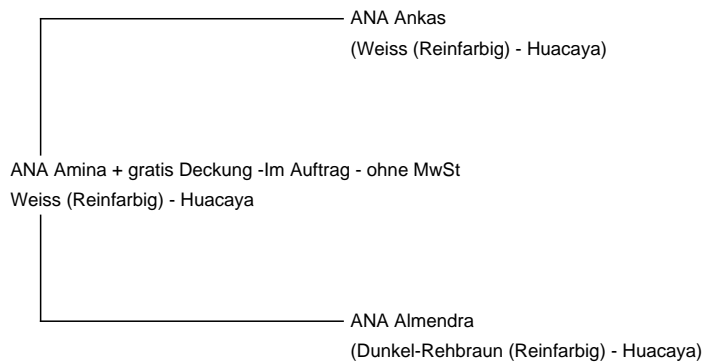 ANA Ankas
(Weiss (Reinfarbig) - Huacaya)
ANA Amina + gratis Deckung -Im Auftrag - ohne MwSt
Weiss (Reinfarbig) - Huacaya
ANA Almendra
(Dunkel-Rehbraun (Reinfarbig) - Huacaya)